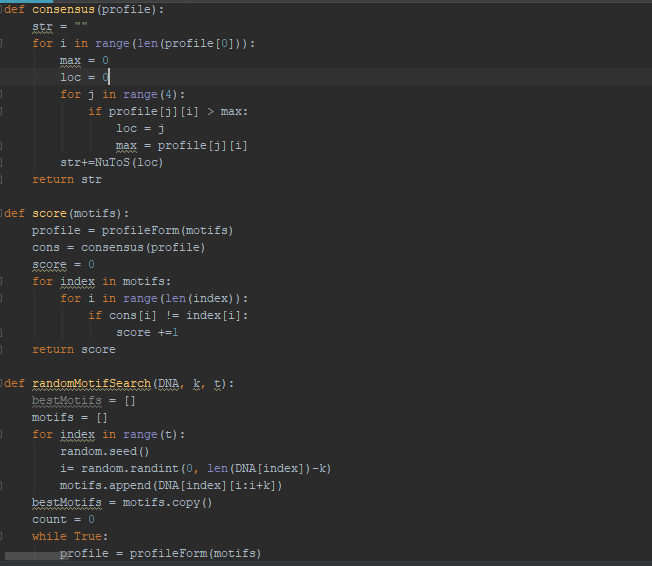 def consensus(profile):
    str = ""
    for i in range(len(profile[0])):
        max = 0
        loc = 0
        for j in range(4):
            if profile[j][i] > max:
                loc = j
                max = profile[j][i]
        str+=NuToS(loc)
    return str

def score(motifs):
    profile = profileForm(motifs)
    cons = consensus(profile)
    score = 0
    for index in motifs:
        for i in range(len(index)):
            if cons[i] != index[i]:
                score +=1
    return score

def randomMotifSearch(DNA, k, t):
    bestMotifs = []
    motifs = []
    for index in range(t):
        random.seed()
        i= random.randint(0, len(DNA[index])-k)
        motifs.append(DNA[index][i:i+k])
    bestMotifs = motifs.copy()
    count = 0
    while True:
        profile = profileForm(motifs)